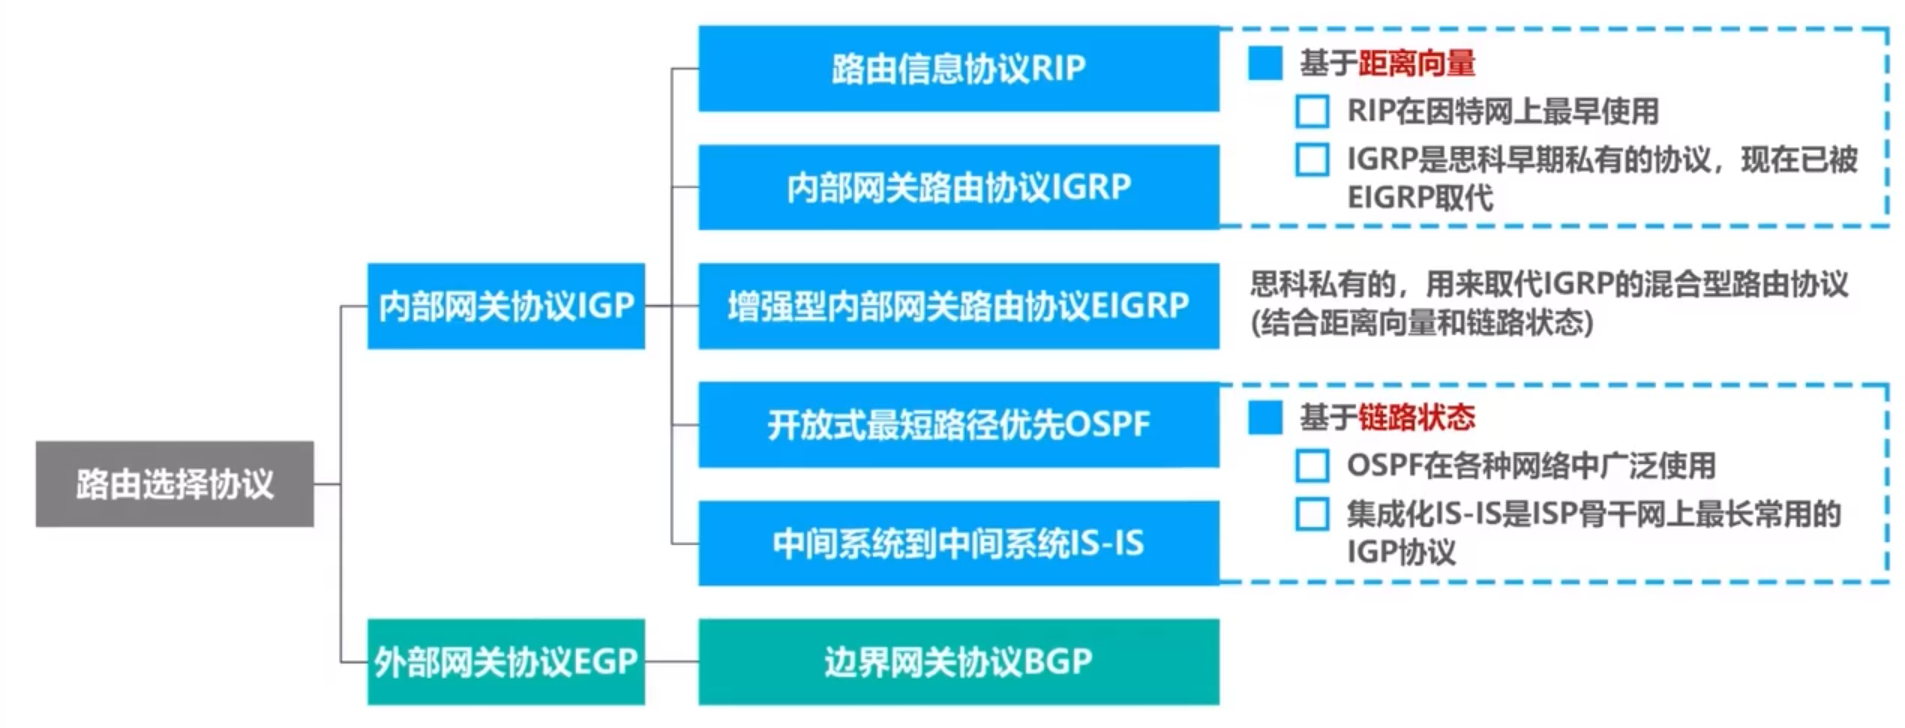 路由信息协议RIP
基于距离向量
RIP在因特网上最早使用
内部网关路由协议IGRP
IGRP是思科早期私有的协议，现在已被
EIGRP取代
内部网关协议IGP
增强型内部网关路由协议EIGRP
思科私有的，用来取代IGRP的混合型路由协议
(结合距离向量和链路状态)
开放式最短路径优先OSPF
基于链路状态
OSPF在各种网络中广泛使用
路由选择协议
中间系统到中间系统IS-IS
集成化IS-IS是ISP骨干网上最长常用的
IGP协议
外部网关协议EGP
边界网关协议BGP